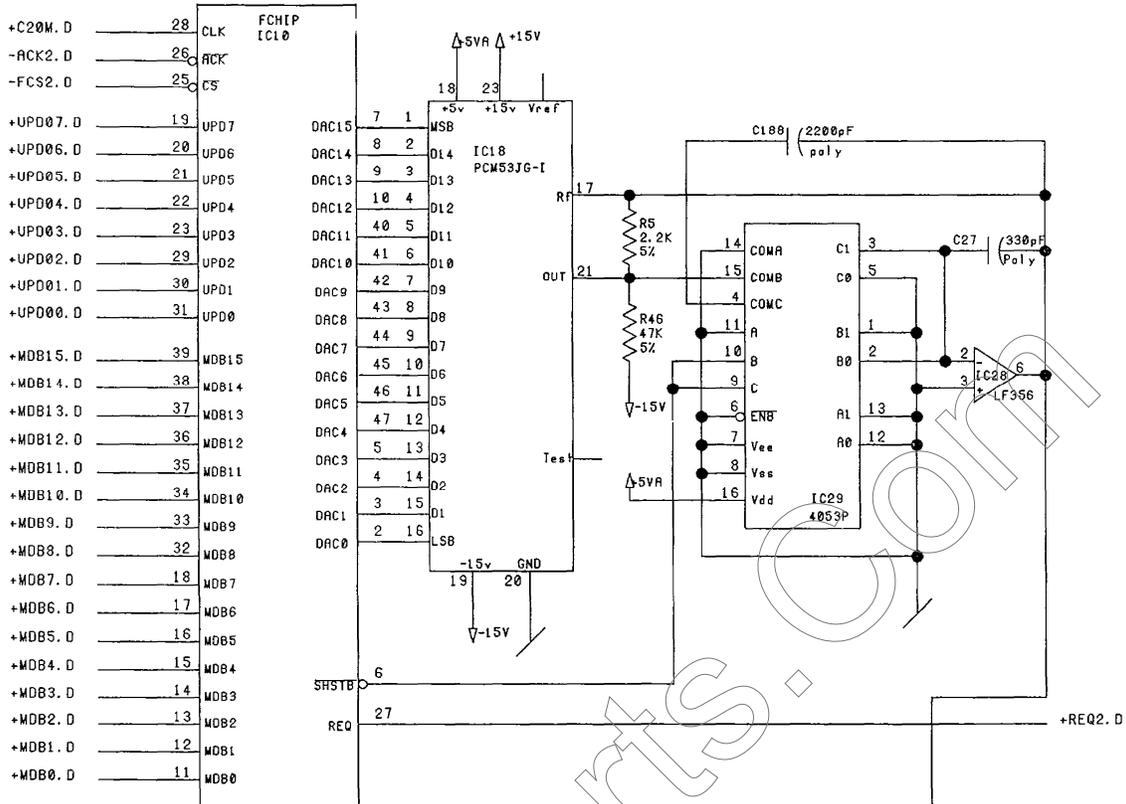 FCHIP
IC10
+C20M.D 28 CLK
-ACK2.D 26 ACK
-FCS2.D 25 CS
+UPD07.D 19 UPD7
+UPD06.D 20 UPD6
+UPD05.D 21 UPD5
+UPD04.D 22 UPD4
+UPD03.D 23 UPD3
+UPD02.D 29 UPD2
+UPD01.D 30 UPD1
+UPD00.D 31 UPD0
+MDB15.D 39 MDB15
+MDB14.D 38 MDB14
+MDB13.D 37 MDB13
+MDB12.D 36 MDB12
+MDB11.D 35 MDB11
+MDB10.D 34 MDB10
+MDB9.D 33 MDB9
+MDB8.D 32 MDB8
+MDB7.D 18 MDB7
+MDB6.D 17 MDB6
+MDB5.D 16 MDB5
+MDB4.D 15 MDB4
+MDB3.D 14 MDB3
+MDB2.D 13 MDB2
+MDB1.D 12 MDB1
+MDB0.D 11 MDB0
DAC15 7 1 MSB
DAC14 8 2 D14
DAC13 9 3 D13
DAC12 10 4 D12
DAC11 40 5 D11
DAC10 41 6 D10
DAC9 42 7 D9
DAC8 43 8 D8
DAC7 44 9 D7
DAC6 45 10 D6
DAC5 46 11 D5
DAC4 47 12 D4
DAC3 5 13 D3
DAC2 4 14 D2
DAC1 3 15 D1
DAC0 2 16 LSB
SHSTB 6
REQ 27 +REQ2.D
+5VA +15V
18 23
+5v +15v Vref
IC18
PCM53JG-I
Rf 17
OUT 21
Test
-15v GND
19 20
-15V
R5
2.2K
5%
R46
47K
5%
-15V
+5VA
C188 2200pF
poly
14 COMA
15 COMB
4 COMC
11 A
10 B
9 C
6 ENB
7 Vee
8 Vss
16 Vdd
C1 3
C0 5
B1 1
B0 2
A1 13
A0 12
IC29
4053P
C27 330pF
Poly
2 -
3 +
6
IC28
LF356
rts.com